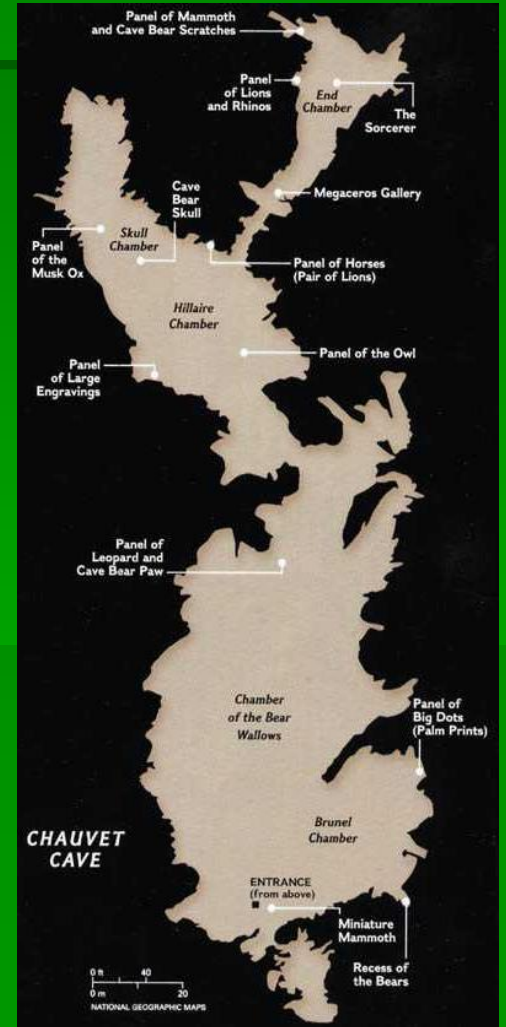 Panel of Mammoth
and Cave Bear Scratches
Panel
of Lions
and Rhinos
End
Chamber
The
Sorcerer
Cave
Bear
Skull
Megaceros Gallery
Panel
of the
Musk Ox
Skull
Chamber
Panel of Horses
(Pair of Lions)
Hillaire
Chamber
Panel of the Owl
Panel
of Large
Engravings
Panel of
Leopard and
Cave Bear Paw
Chamber
of the Bear
Wallows
Panel of
Big Dots
(Palm Prints)
Brunel
Chamber
CHAUVET
CAVE
ENTRANCE
(from above)
Miniature
Mammoth
Recess of
the Bears
0 ft 40
0 m 20
NATIONAL GEOGRAPHIC MAPS